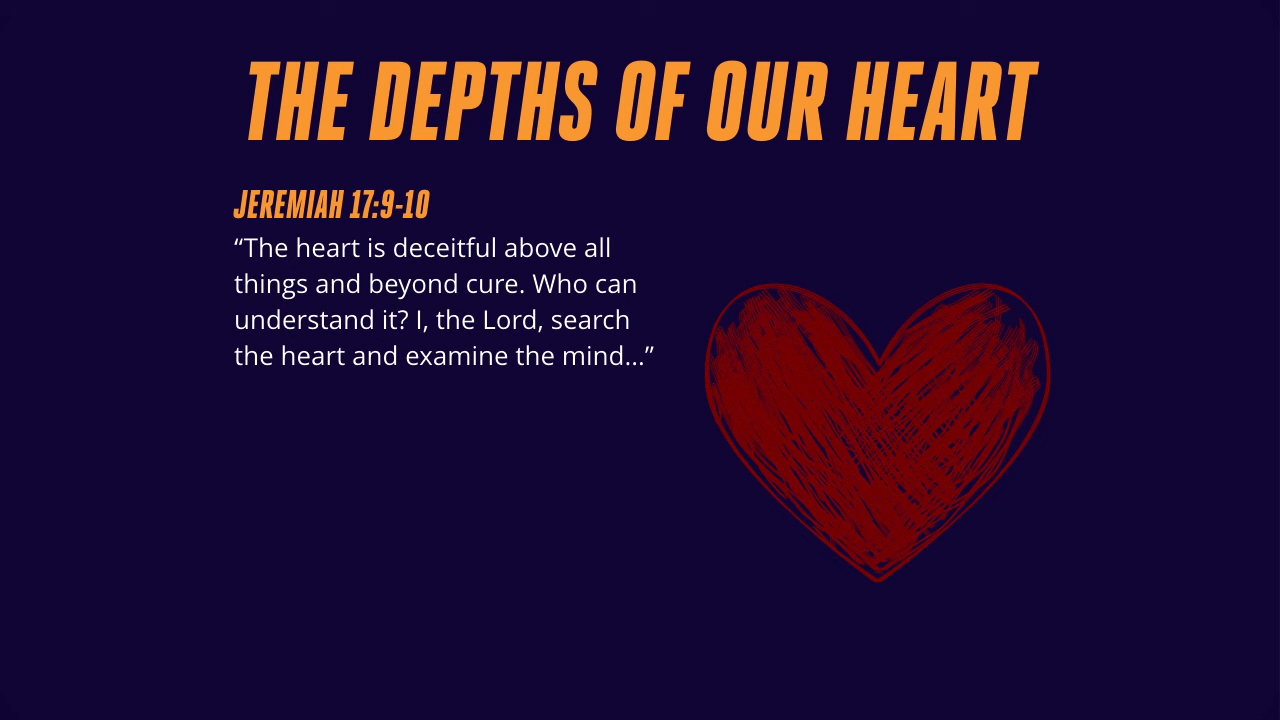 THE DEPTHS OF OUR HEART
JEREMIAH 17:9-10
“The heart is deceitful above all
things and beyond cure. Who can
understand it? I, the Lord, search
the heart and examine the mind...”